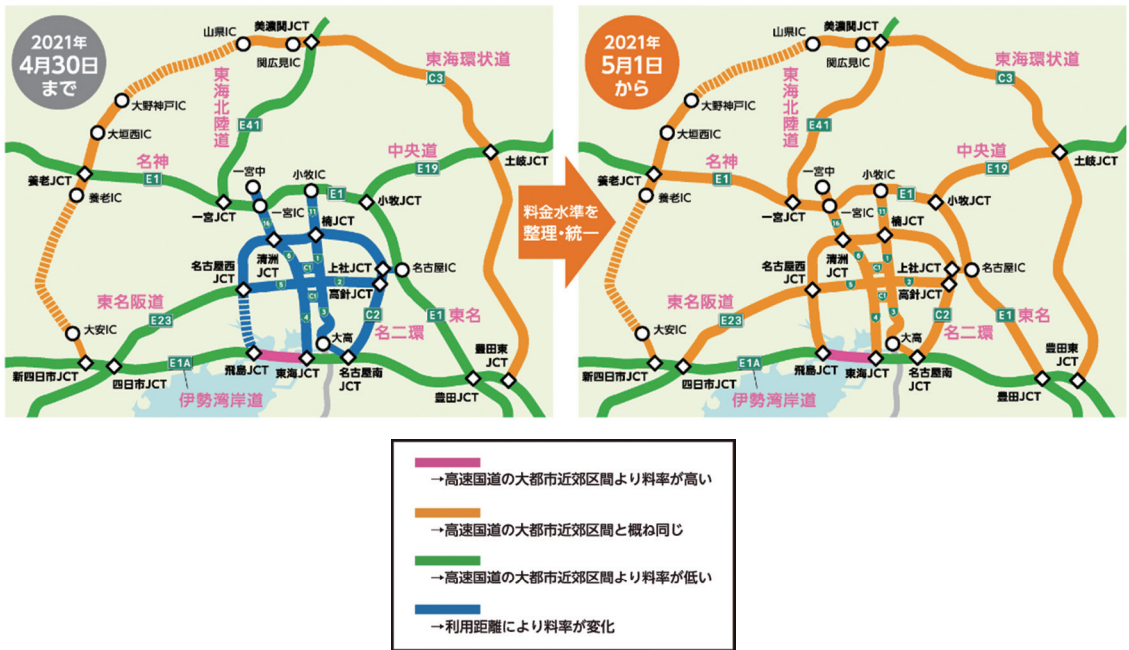 2021年
4月30日
まで
山県IC
美濃関JCT
関広見IC
東海環状道
C3
東海北陸道
大野神戸IC
大垣西IC
E41
中央道
E19
土岐JCT
名神
養老JCT
E1
養老IC
一宮中
小牧IC
E1
小牧JCT
一宮JCT
一宮IC
16
11
楠JCT
清洲
JCT
6
1
名古屋西
JCT
C1
上社JCT
名古屋IC
5
2
高針JCT
C1
東名阪道
E23
4
3
C2
E1
東名
名二環
大安IC
大高
豊田東
JCT
E1A
新四日市JCT
四日市JCT
飛島JCT
東海JCT
名古屋南
JCT
豊田JCT
伊勢湾岸道
料金水準を
整理・統一
2021年
5月1日
から
山県IC
美濃関JCT
関広見IC
東海環状道
C3
東海北陸道
大野神戸IC
大垣西IC
E41
中央道
E19
土岐JCT
名神
養老JCT
E1
養老IC
一宮中
小牧IC
E1
小牧JCT
一宮JCT
一宮IC
16
11
楠JCT
清洲
JCT
6
1
名古屋西
JCT
C1
上社JCT
名古屋IC
5
2
高針JCT
C1
東名阪道
E23
4
3
C2
E1
東名
名二環
大安IC
大高
豊田東
JCT
E1A
新四日市JCT
四日市JCT
飛島JCT
東海JCT
名古屋南
JCT
豊田JCT
伊勢湾岸道
→高速国道の大都市近郊区間より料率が高い
→高速国道の大都市近郊区間と概ね同じ
→高速国道の大都市近郊区間より料率が低い
→利用距離により料率が変化